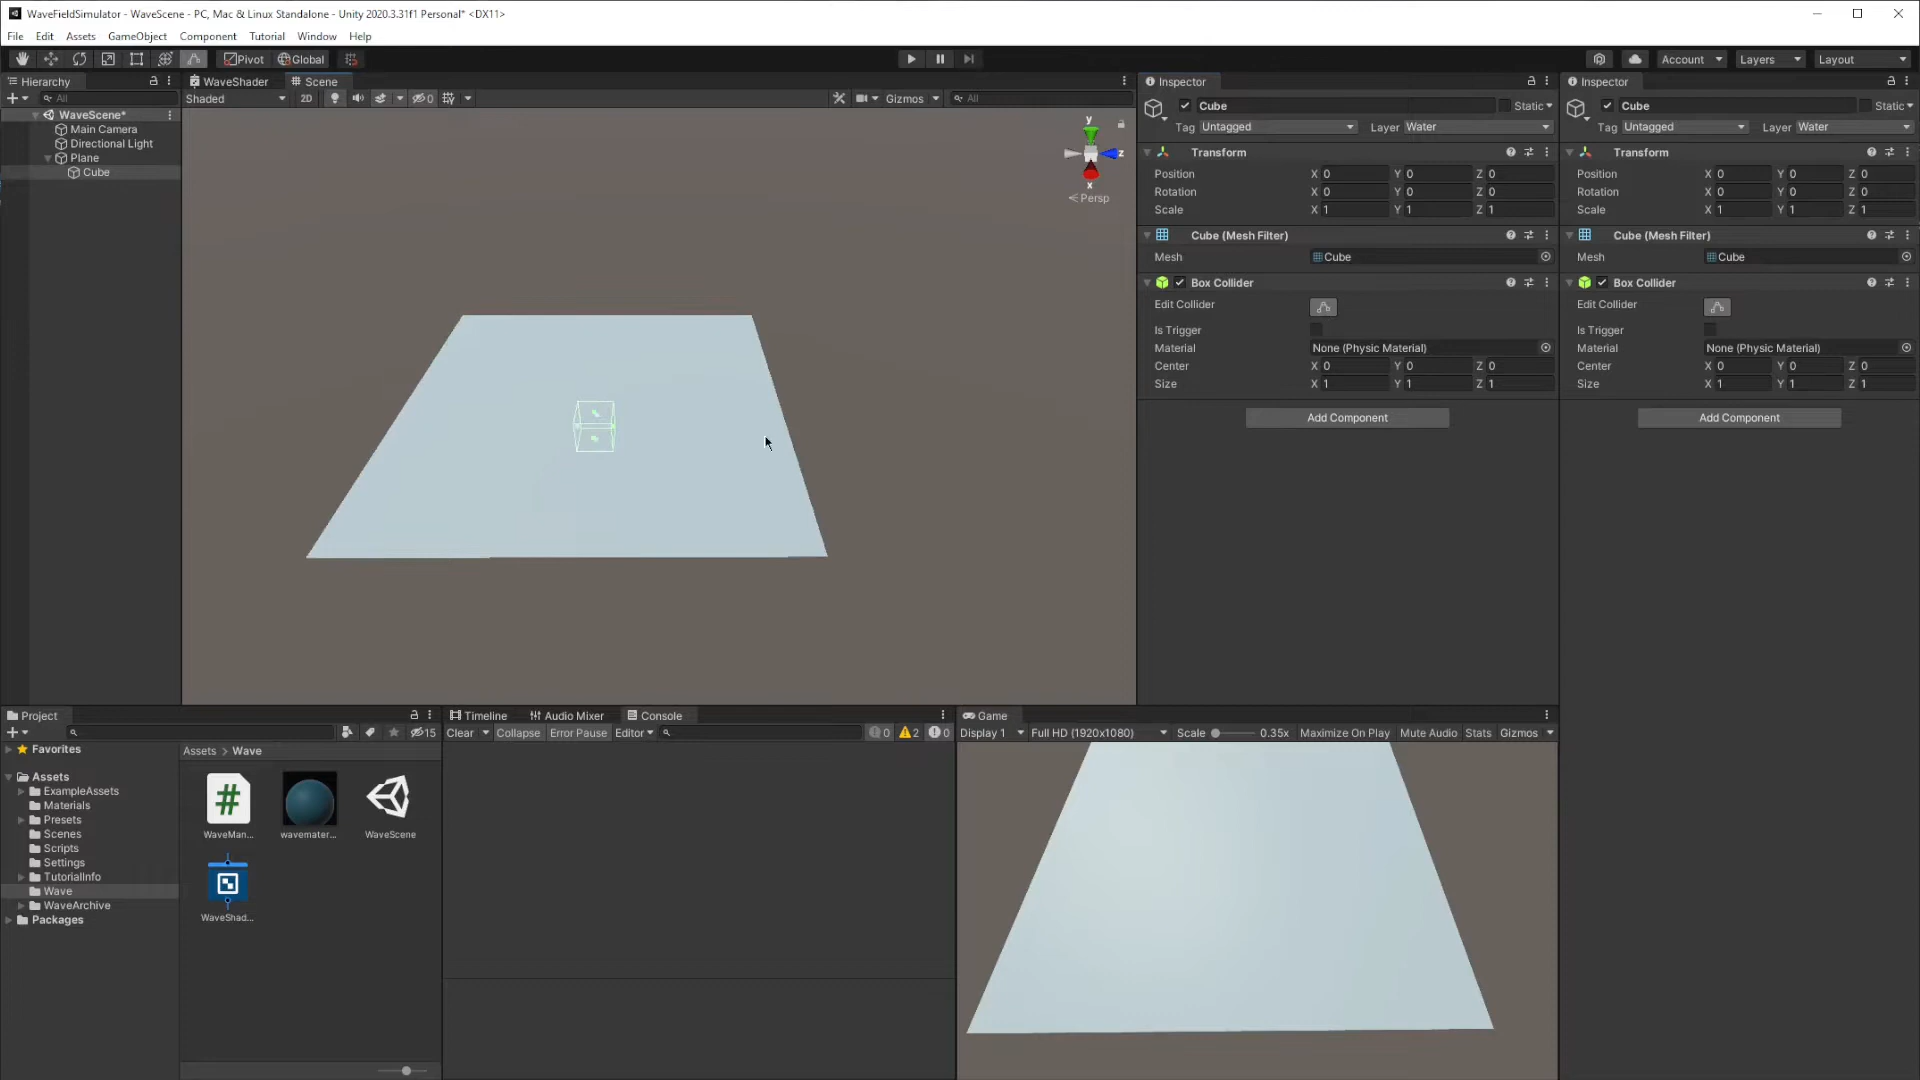 WaveFieldSimulator - WaveScene - PC, Mac & Linux Standalone - Unity 2020.3.31f1 Personal* <DX11>
File Edit Assets GameObject Component Tutorial Window Help
Pivot Global
Account Layers Layout
Hierarchy
All
WaveScene*
Main Camera
Directional Light
Plane
Cube
WaveShader Scene
Shaded 2D 0 Gizmos All
y
z
x
Persp
Inspector
Cube Static
Tag Untagged Layer Water
Transform
Position X 0 Y 0 Z 0
Rotation X 0 Y 0 Z 0
Scale X 1 Y 1 Z 1
Cube (Mesh Filter)
Mesh Cube
Box Collider
Edit Collider
Is Trigger
Material None (Physic Material)
Center X 0 Y 0 Z 0
Size X 1 Y 1 Z 1
Add Component
Inspector
Cube Static
Tag Untagged Layer Water
Transform
Position X 0 Y 0 Z 0
Rotation X 0 Y 0 Z 0
Scale X 1 Y 1 Z 1
Cube (Mesh Filter)
Mesh Cube
Box Collider
Edit Collider
Is Trigger
Material None (Physic Material)
Center X 0 Y 0 Z 0
Size X 1 Y 1 Z 1
Add Component
Project
15
Favorites
Assets
ExampleAssets
Materials
Presets
Scenes
Scripts
Settings
TutorialInfo
Wave
WaveArchive
Packages
Assets > Wave
WaveMan... wavemater... WaveScene
WaveShad...
Timeline Audio Mixer Console
Clear Collapse Error Pause Editor 0 2 0
Game
Display 1 Full HD (1920x1080) Scale 0.35x Maximize On Play Mute Audio Stats Gizmos